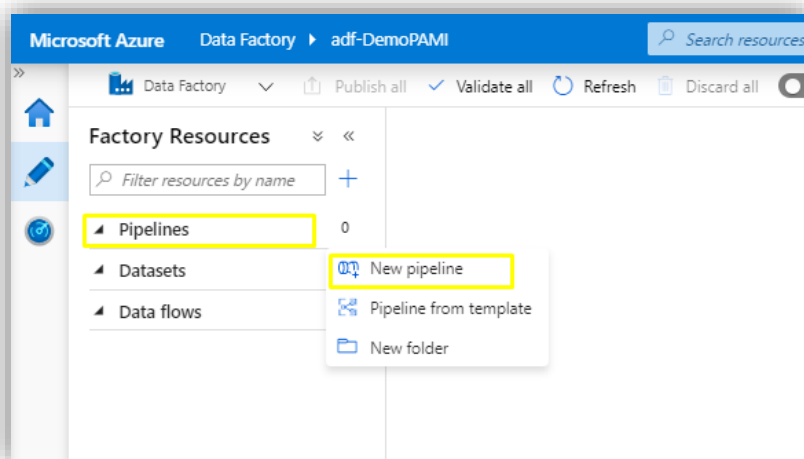 Microsoft Azure Data Factory adf-DemoPAMI Search resources
» Data Factory Publish all Validate all Refresh Discard all
Factory Resources
Filter resources by name
Pipelines 0
New pipeline
Datasets
Pipeline from template
Data flows
New folder